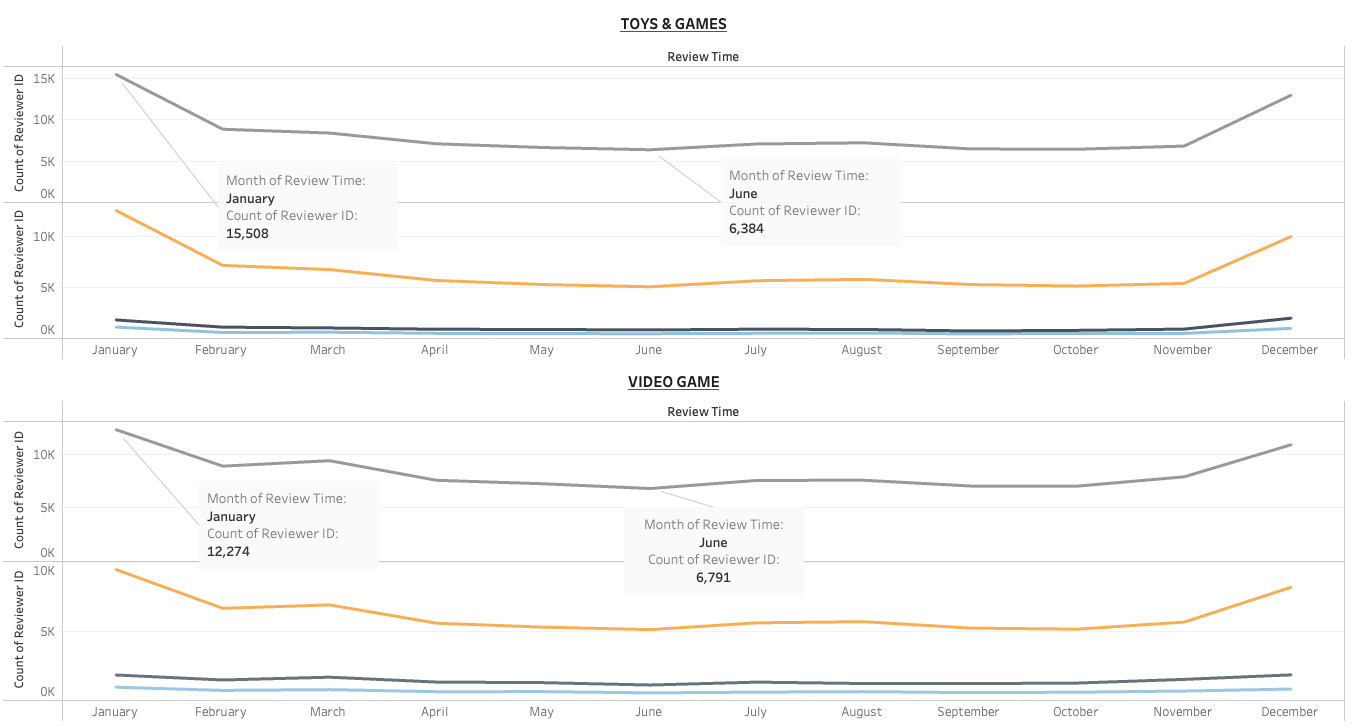 TOYS & GAMES
Review Time
Count of Reviewer ID
15K
10K
5K
0K
Month of Review Time:
January
Count of Reviewer ID:
15,508
Month of Review Time:
June
Count of Reviewer ID:
6,384
Count of Reviewer ID
10K
5K
0K
January February March April May June July August September October November December
VIDEO GAME
Review Time
Count of Reviewer ID
10K
5K
0K
Month of Review Time:
January
Count of Reviewer ID:
12,274
Month of Review Time:
June
Count of Reviewer ID:
6,791
Count of Reviewer ID
10K
5K
0K
January February March April May June July August September October November December